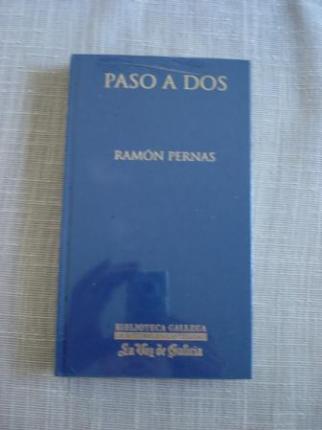 PASO A DOS
RAMÓN PERNAS
BIBLIOTECA GALLEGA
La Voz de Galicia